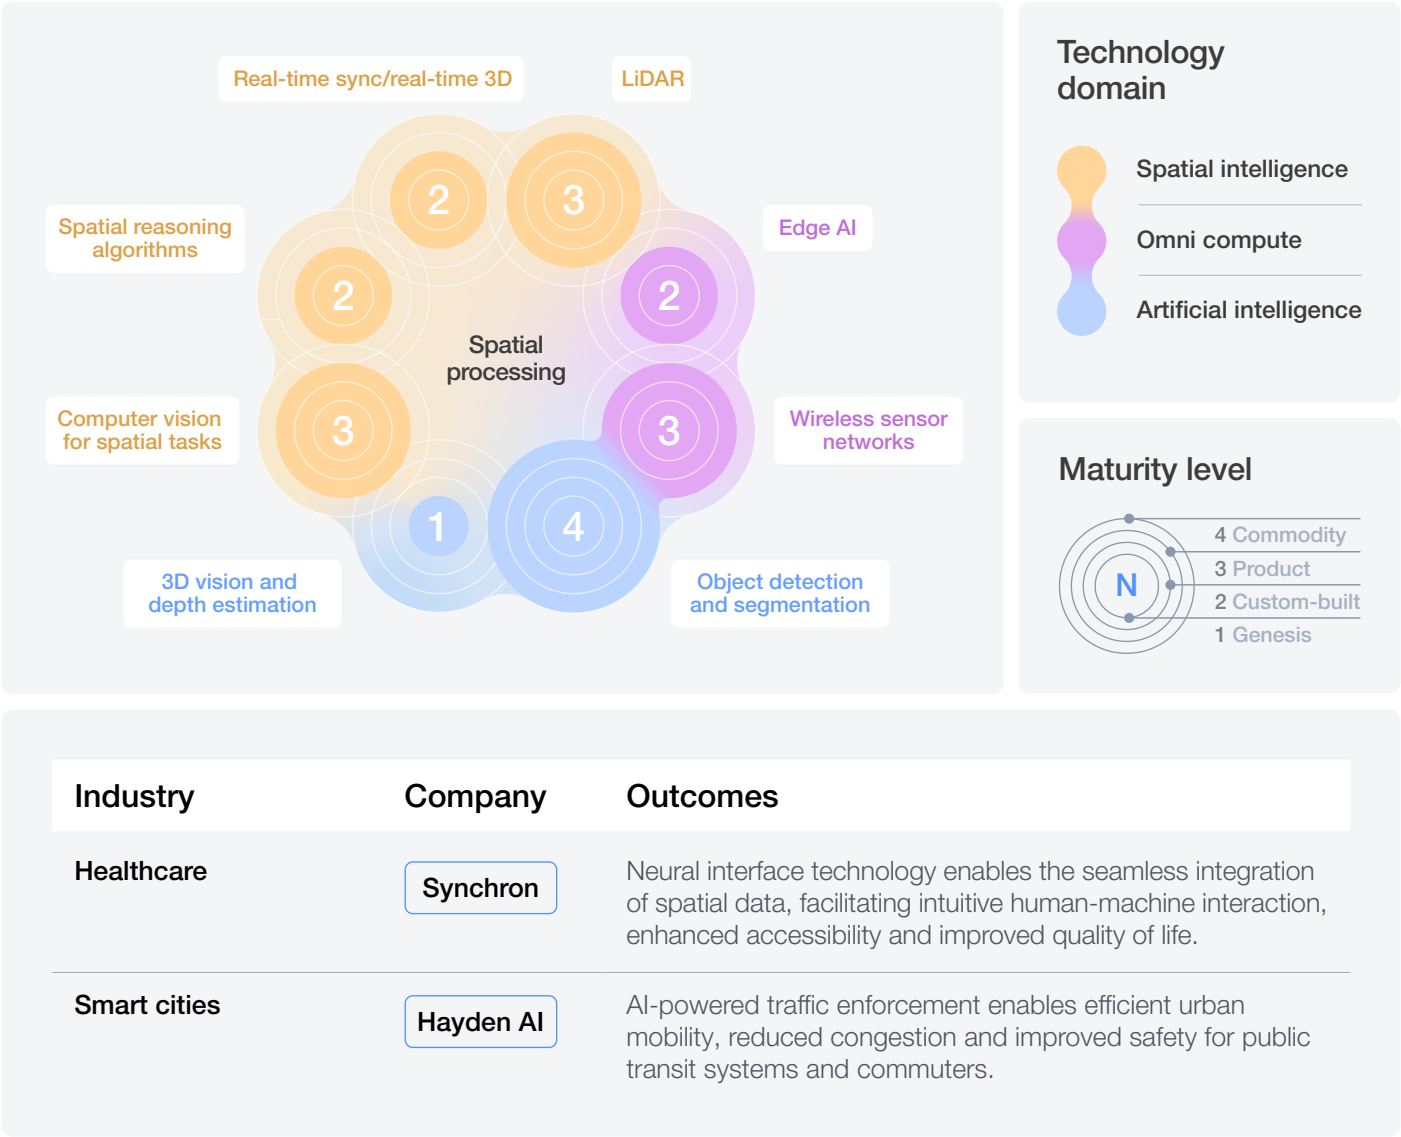 Real-time sync/real-time 3D
LiDAR
2
3
Spatial reasoning
algorithms
Edge AI
2
2
Spatial
processing
Computer vision
for spatial tasks
3
3
Wireless sensor
networks
1
4
3D vision and
depth estimation
Object detection
and segmentation
Technology
domain
Spatial intelligence
Omni compute
Artificial intelligence
Maturity level
N
4 Commodity
3 Product
2 Custom-built
1 Genesis
Industry Company Outcomes
Healthcare
Synchron
Neural interface technology enables the seamless integration
of spatial data, facilitating intuitive human-machine interaction,
enhanced accessibility and improved quality of life.
Smart cities
Hayden AI
AI-powered traffic enforcement enables efficient urban
mobility, reduced congestion and improved safety for public
transit systems and commuters.